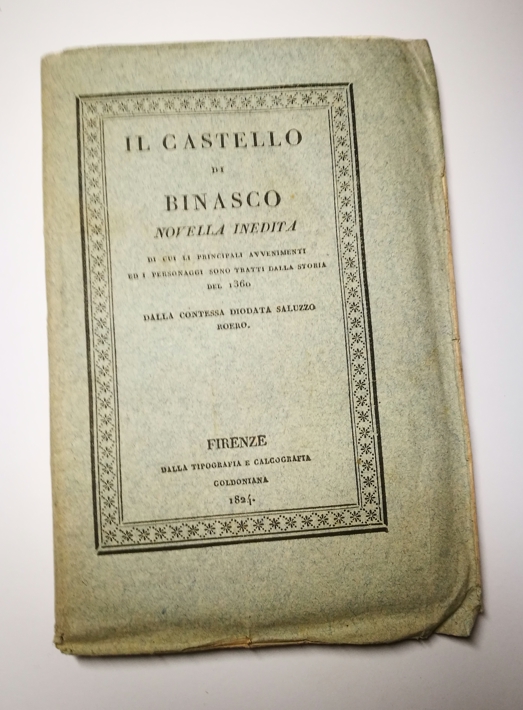 IL CASTELLO
DI
BINASCO
NOVELLA INEDITA
DI CUI LI PRINCIPALI AVVENIMENTI
ED I PERSONAGGI SONO TRATTI DALLA STORIA
DEL 1360
DALLA CONTESSA DIODATA SALUZZO
ROERO.
FIRENZE
DALLA TIPOGRAFIA E CALCOGRAFIA
GOLDONIANA
1824.